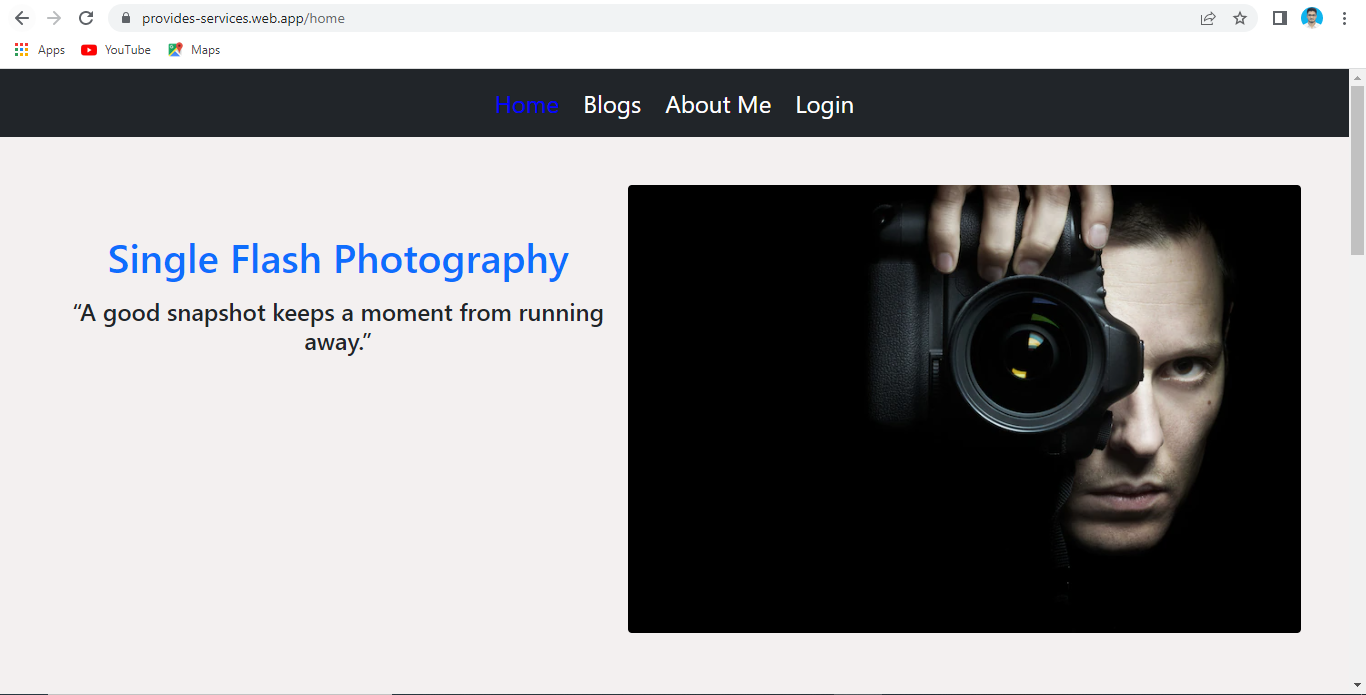 provides-services.web.app/home
Apps YouTube Maps
Home Blogs About Me Login
Single Flash Photography
“A good snapshot keeps a moment from running
away.”